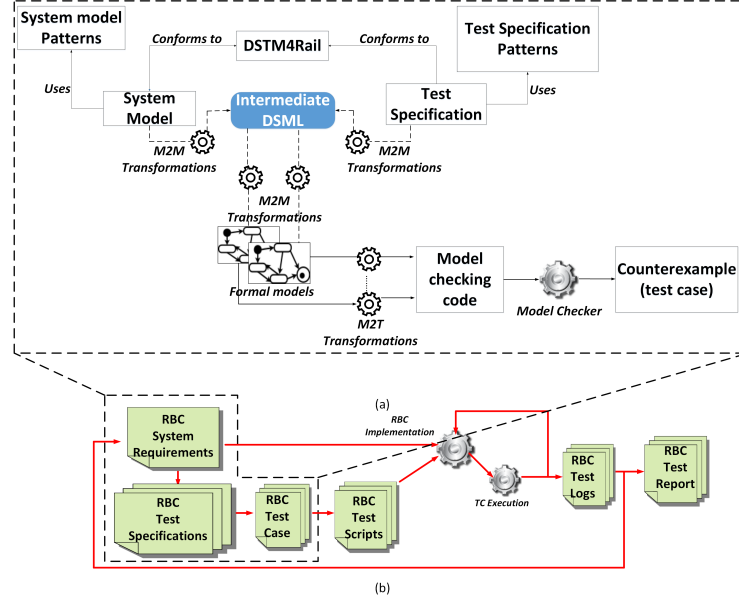 System model
Patterns
Conforms to
DSTM4Rail
Conforms to
Test Specification
Patterns
Uses
Uses
System
Model
Intermediate
DSML
Test
Specification
M2M
Transformations
M2M
Transformations
M2M
Transformations
Formal models
M2T
Transformations
Model
checking
code
Model Checker
Counterexample
(test case)
(a)
RBC
System
Requirements
RBC
Implementation
RBC
Test
Specifications
RBC
Test
Case
RBC
Test
Scripts
TC Execution
RBC
Test
Logs
RBC
Test
Report
(b)